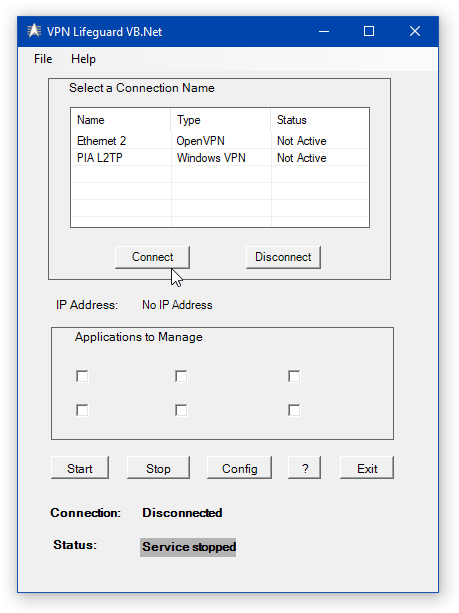 VPN Lifeguard VB.Net
File Help
Select a Connection Name
Name Type Status
Ethernet 2 OpenVPN Not Active
PIA L2TP Windows VPN Not Active
Connect Disconnect
IP Address: No IP Address
Applications to Manage
Start Stop Config ? Exit
Connection: Disconnected
Status: Service stopped